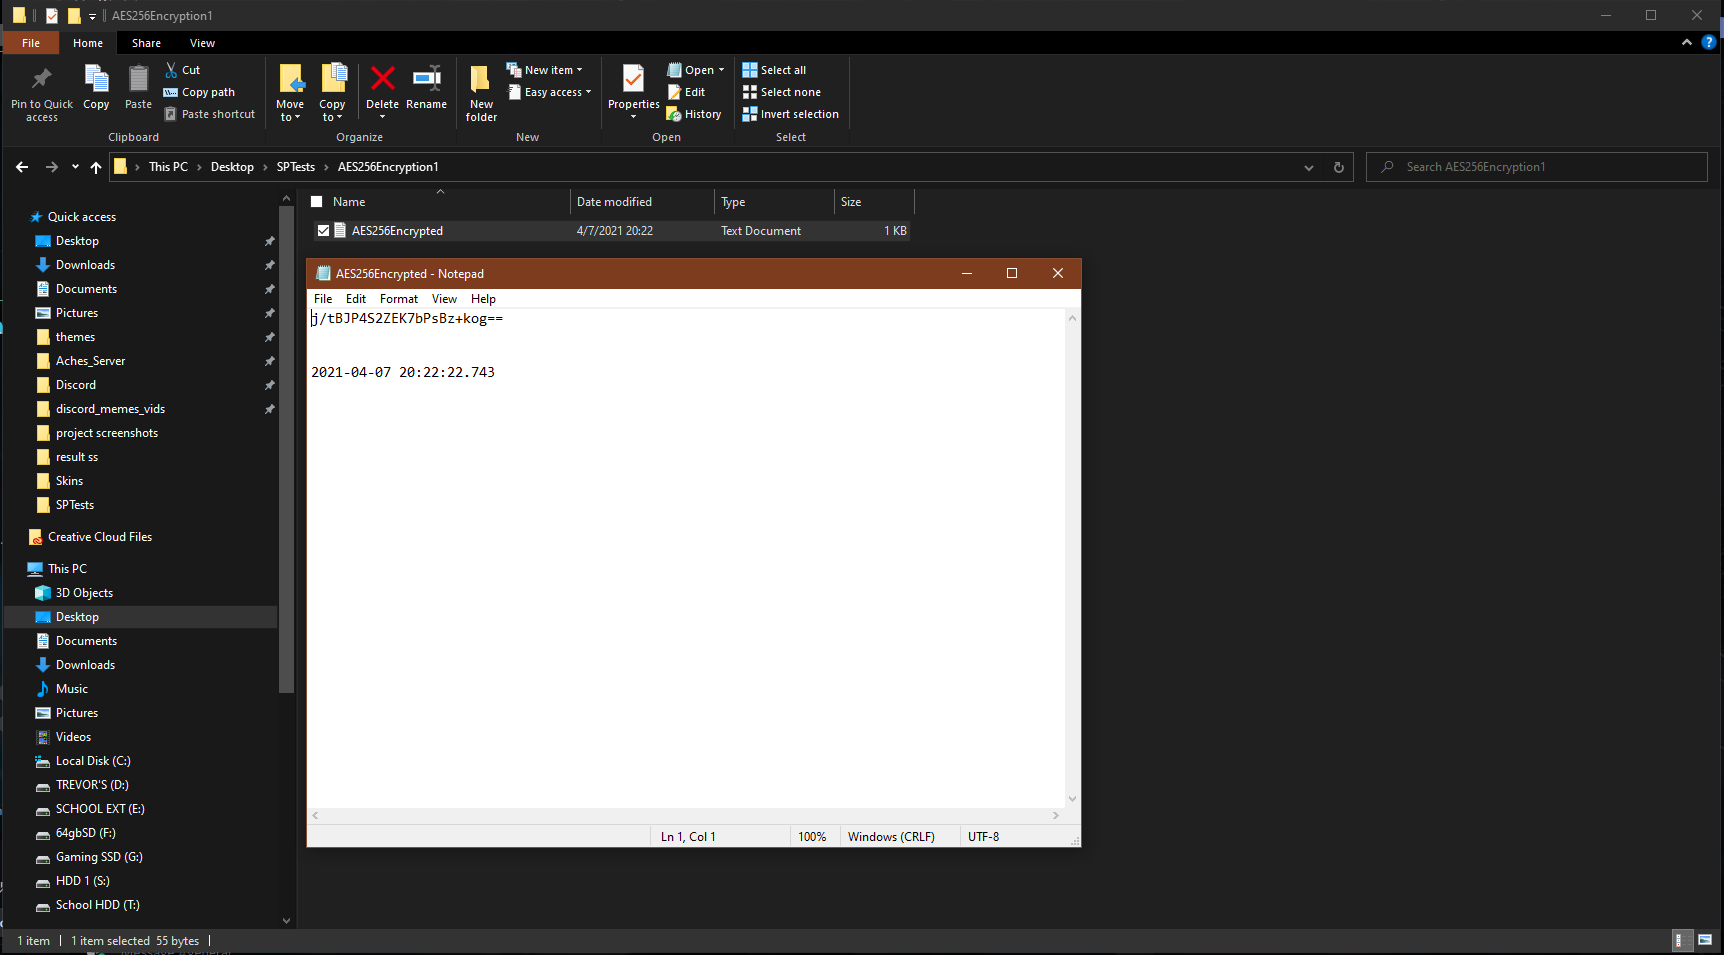 AES256Encryption1
File Home Share View
Pin to Quick access
Copy
Paste
Cut
Copy path
Paste shortcut
Clipboard
Move to
Copy to
Delete
Rename
Organize
New folder
New item
Easy access
New
Properties
Open
Edit
History
Open
Select all
Select none
Invert selection
Select
This PC > Desktop > SPTests > AES256Encryption1
Search AES256Encryption1
Quick access
Desktop
Downloads
Documents
Pictures
themes
Aches_Server
Discord
discord_memes_vids
project screenshots
result ss
Skins
SPTests
Creative Cloud Files
This PC
3D Objects
Desktop
Documents
Downloads
Music
Pictures
Videos
Local Disk (C:)
TREVOR'S (D:)
SCHOOL EXT (E:)
64gbSD (F:)
Gaming SSD (G:)
HDD 1 (S:)
School HDD (T:)
Name Date modified Type Size
AES256Encrypted 4/7/2021 20:22 Text Document 1 KB
AES256Encrypted - Notepad
File Edit Format View Help
j/tBJP4S2ZEK7bPsBz+kog==
2021-04-07 20:22:22.743
Ln 1, Col 1 100% Windows (CRLF) UTF-8
1 item 1 item selected 55 bytes